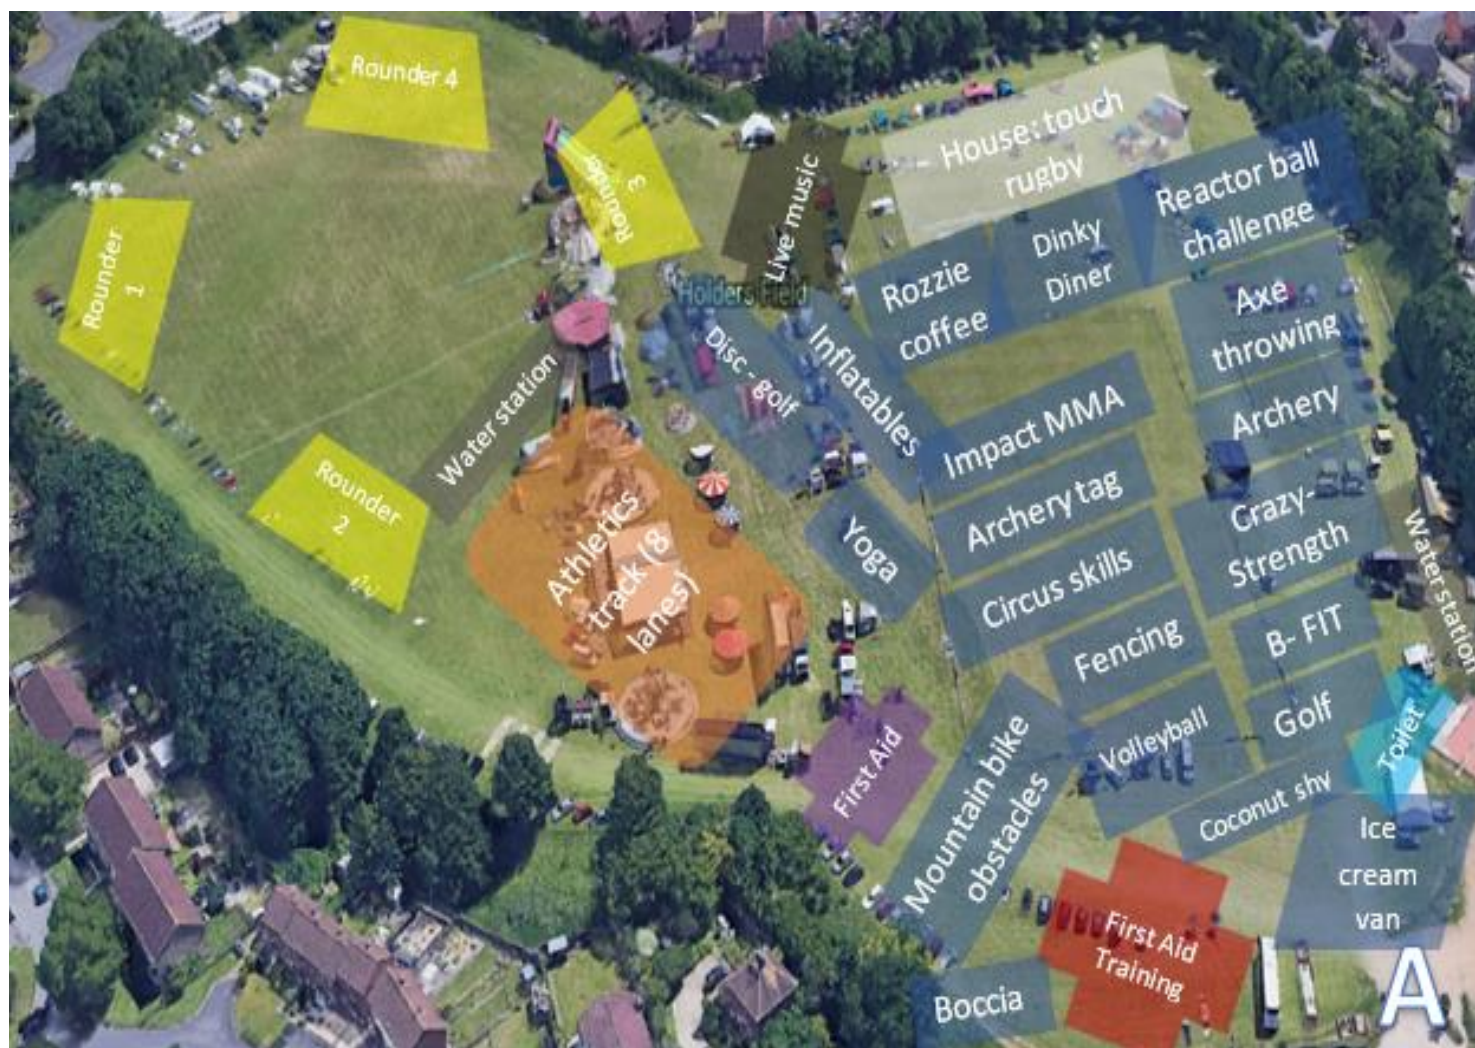 Rounder 4
Rounder
3
Live music
House: touch
rugby
Reactor ball
challenge
Rounder
1
Holders Field
Rozzie
coffee
Dinky
Diner
Axe
throwing
Water station
Disc - golf
Inflatables
Impact MMA
Archery
Rounder
2
Athletics
track (8
lanes)
Yoga
Archery tag
Crazy-
Strength
Water station
Circus skills
Fencing
B- FIT
First Aid
Mountain bike
obstacles
Volleyball
Golf
Toilet
Coconut shy
Ice
cream
van
First Aid
Training
Boccia
A